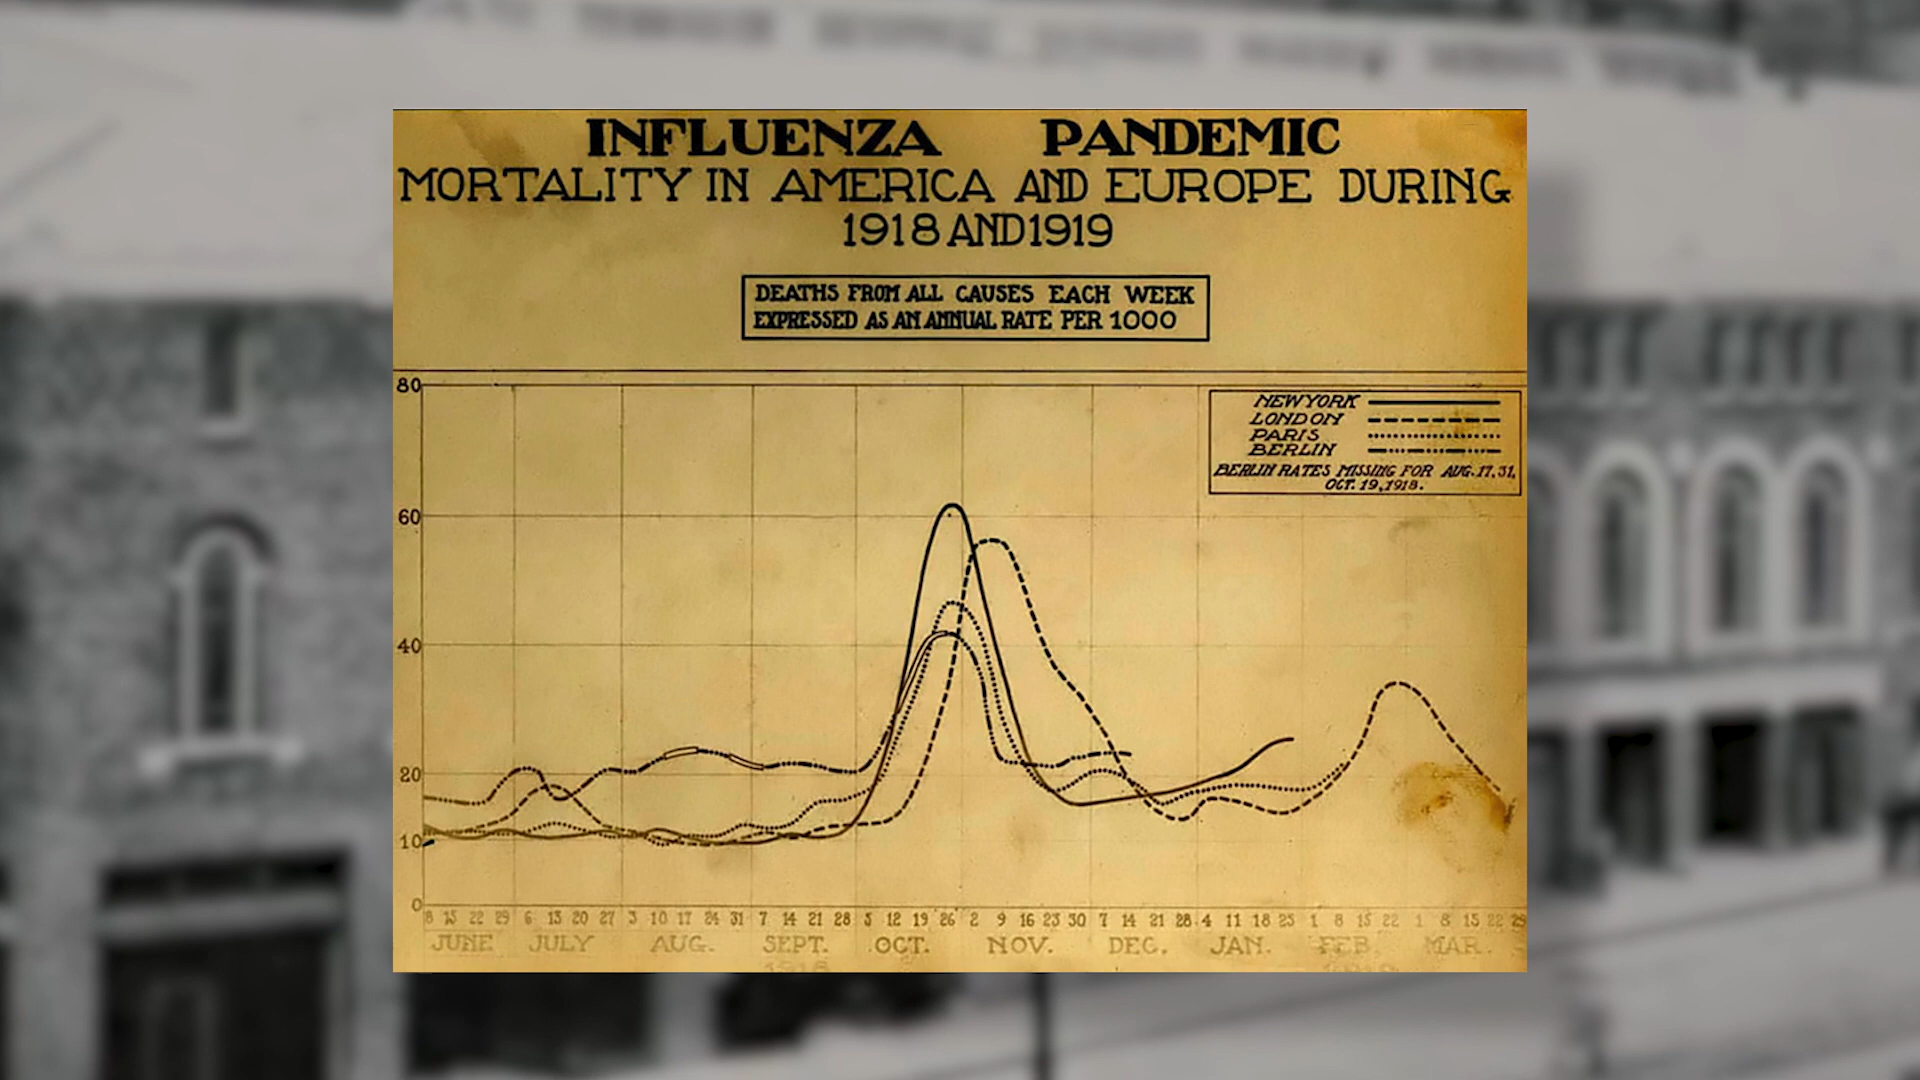 INFLUENZA PANDEMIC
MORTALITY IN AMERICA AND EUROPE DURING
1918 AND 1919
DEATHS FROM ALL CAUSES EACH WEEK
EXPRESSED AS AN ANNUAL RATE PER 1000
NEW YORK
LONDON
PARIS
BERLIN
BERLIN RATES MISSING FOR AUG. 17, 31,
OCT. 19, 1918.
80
60
40
20
10
0
8 15 22 29 6 13 20 27 3 10 17 24 31 7 14 21 28 5 12 19 26 2 9 16 23 30 7 14 21 28 4 11 18 25 1 8 15 22 1 8 15 22 29
JUNE JULY AUG. SEPT. OCT. NOV. DEC. JAN. FEB. MAR.
1918